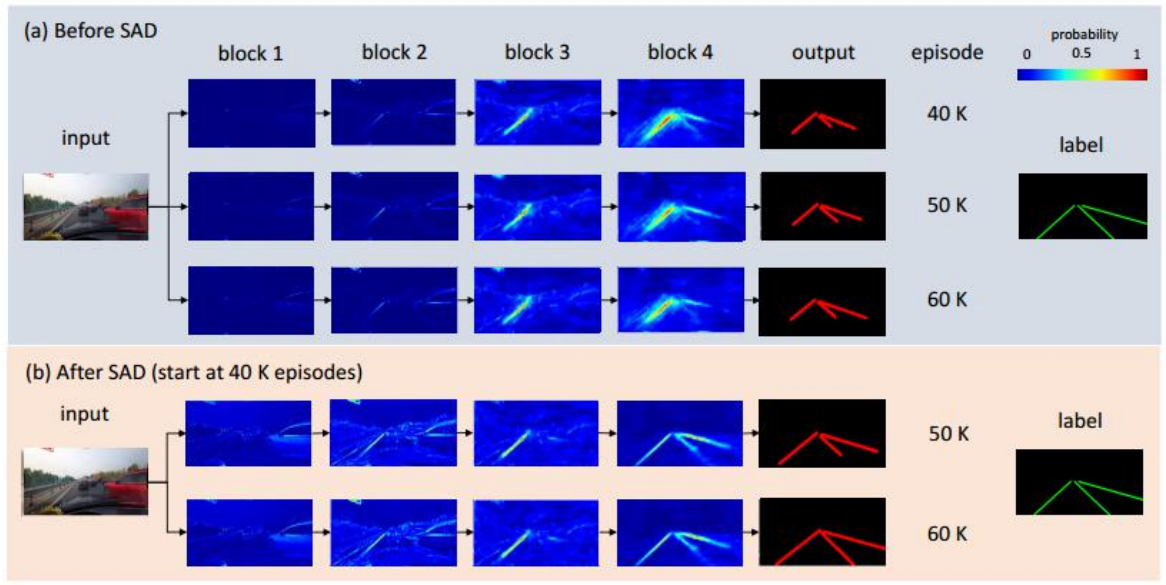 (a) Before SAD
block 1 block 2 block 3 block 4 output episode
probability
0 0.5 1
input
40 K
label
50 K
60 K
(b) After SAD (start at 40 K episodes)
input
label
50 K
60 K